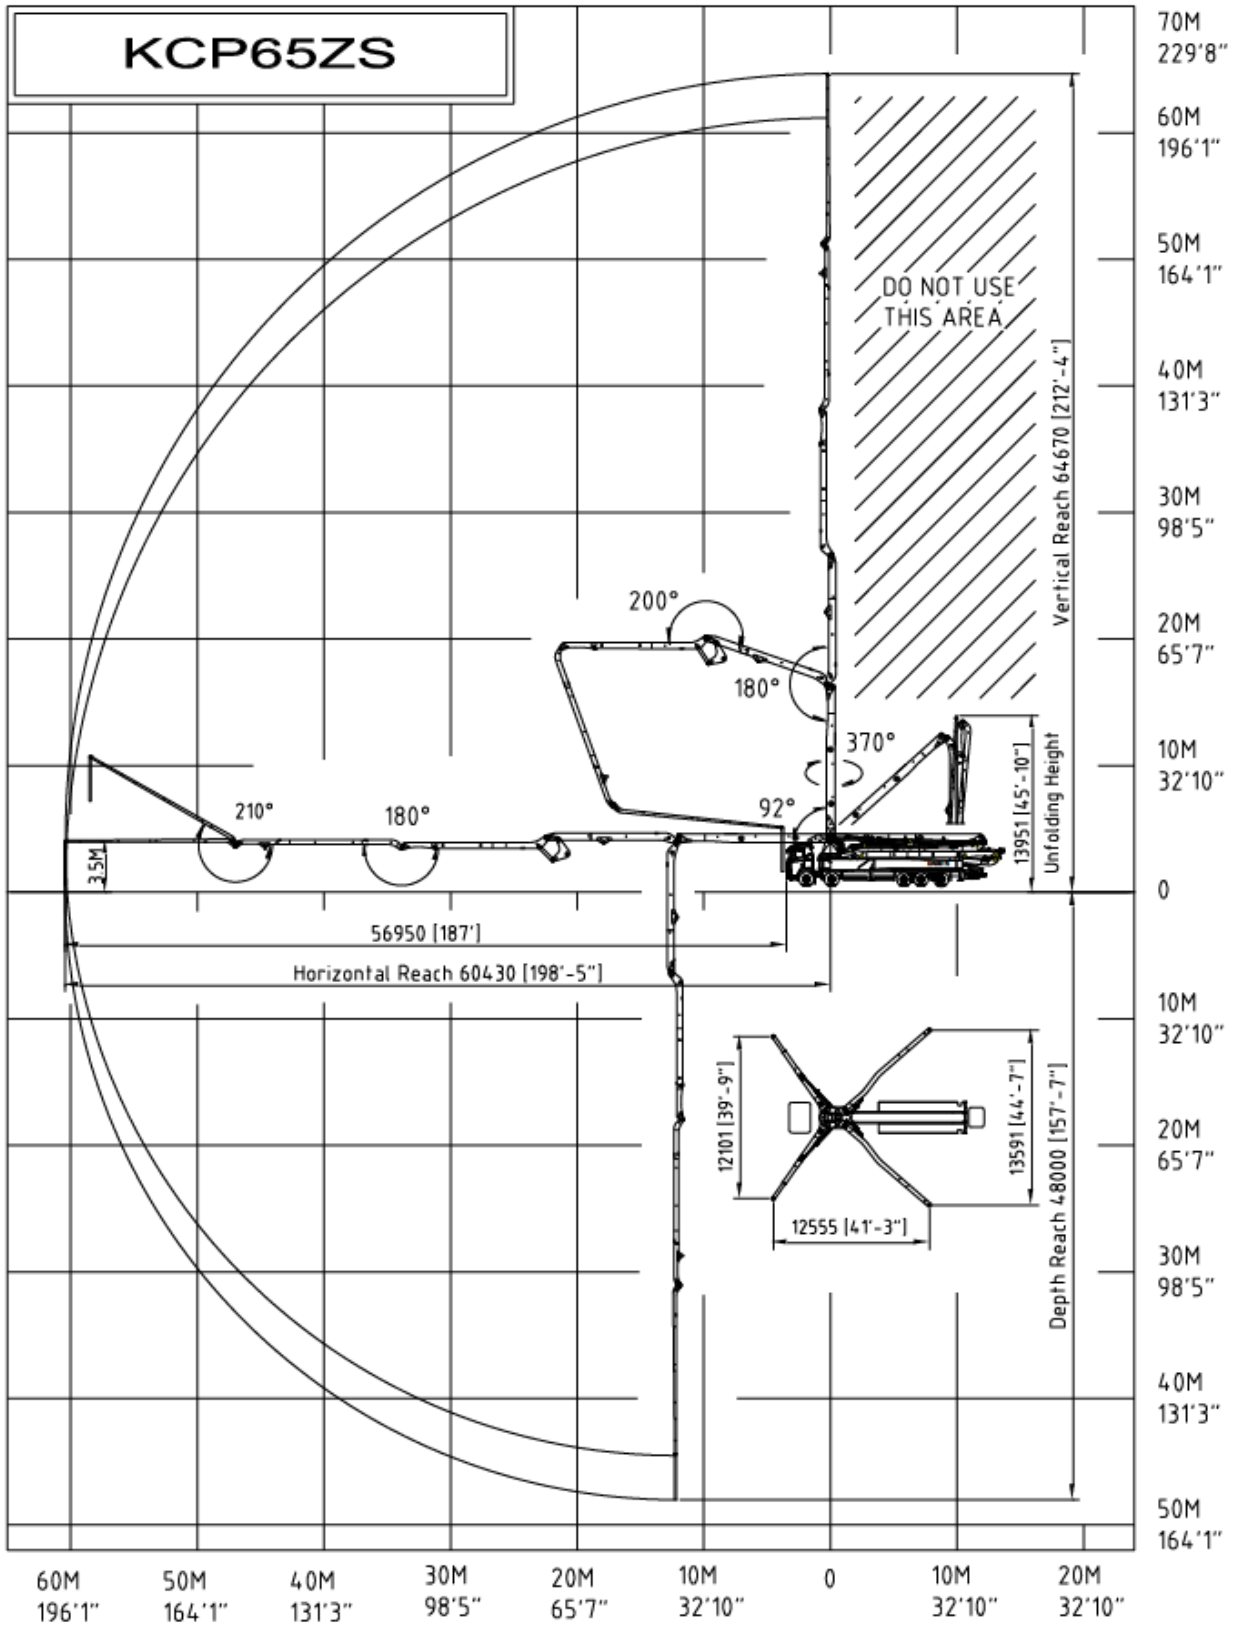 KCP65ZS
70M
229'8"
60M
196'1"
50M
164'1"
40M
131'3"
30M
98'5"
20M
65'7"
10M
32'10"
0
10M
32'10"
20M
65'7"
30M
98'5"
40M
131'3"
50M
164'1"
DO NOT USE
THIS AREA
Vertical Reach 64670 [212'-4"]
200°
180°
370°
92°
210°
180°
13951 [45'-10"]
Unfolding Height
3.5M
56950 [187']
Horizontal Reach 60430 [198'-5"]
12101 [39'-9"]
13591 [44'-7"]
12555 [41'-3"]
Depth Reach 48000 [157'-7"]
60M
196'1"
50M
164'1"
40M
131'3"
30M
98'5"
20M
65'7"
10M
32'10"
0
10M
32'10"
20M
32'10"